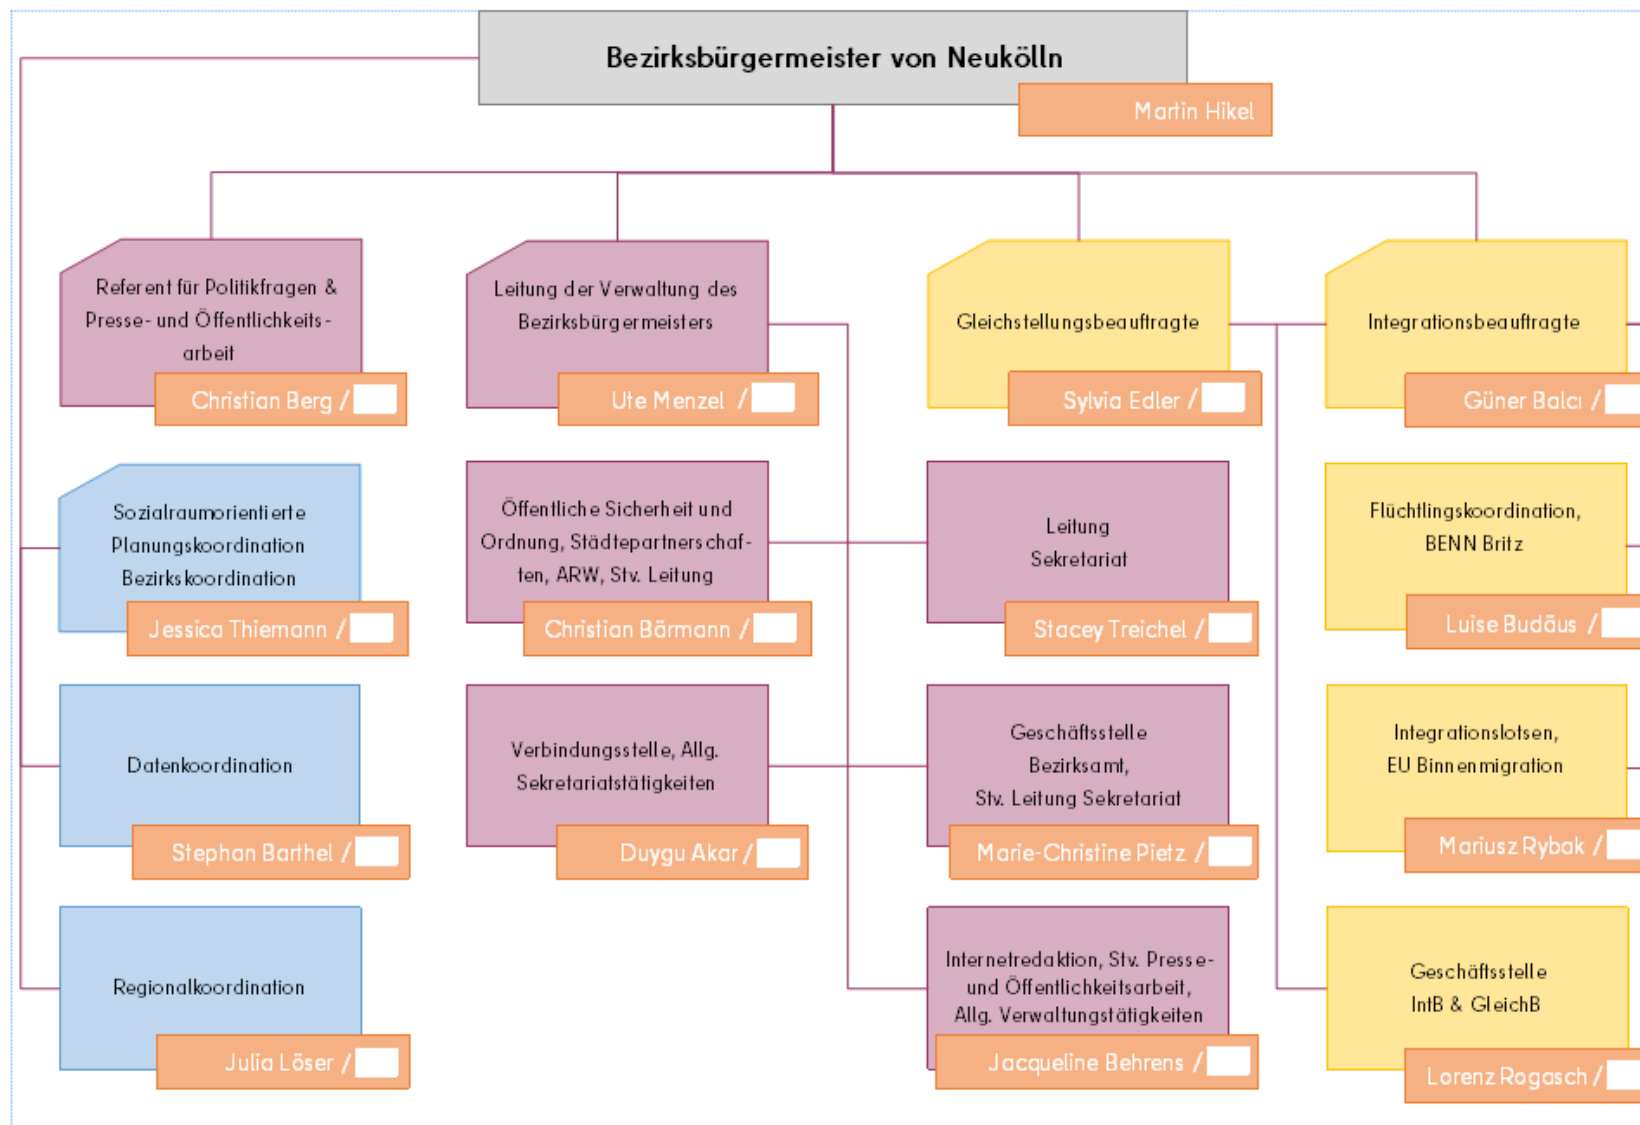 Bezirksbürgermeister von Neukölln
Martin Hikel
Referent für Politikfragen &
Presse- und Öffentlichkeits-
arbeit
Christian Berg /
Leitung der Verwaltung des
Bezirksbürgermeisters
Ute Menzel /
Gleichstellungsbeauftragte
Sylvia Edler /
Integrationsbeauftragte
Güner Balcı /
Sozialraumorientierte
Planungskoordination
Bezirkskoordination
Jessica Thiemann /
Öffentliche Sicherheit und
Ordnung, Städtepartnerschaf-
ten, ARW, Stv. Leitung
Christian Bärmann /
Leitung
Sekretariat
Stacey Treichel /
Flüchtlingskoordination,
BENN Britz
Luise Budäus /
Datenkoordination
Stephan Barthel /
Verbindungsstelle, Allg.
Sekretariatstätigkeiten
Duygu Akar /
Geschäftsstelle
Bezirksamt,
Stv. Leitung Sekretariat
Marie-Christine Pietz /
Integrationslotsen,
EU Binnenmigration
Mariusz Rybak /
Regionalkoordination
Julia Löser /
Internetredaktion, Stv. Presse-
und Öffentlichkeitsarbeit,
Allg. Verwaltungstätigkeiten
Jacqueline Behrens /
Geschäftsstelle
IntB & GleichB
Lorenz Rogasch /